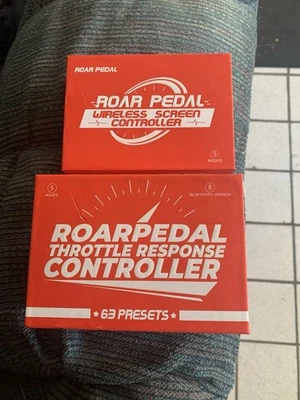 ROAR PEDAL
ROAR PEDAL
WIRELESS SCREEN
CONTROLLER
5
MODES
5
MODES
BLUETOOTH VERSION
ROARPEDAL
THROTTLE RESPONSE
CONTROLLER
★ 63 PRESETS ★